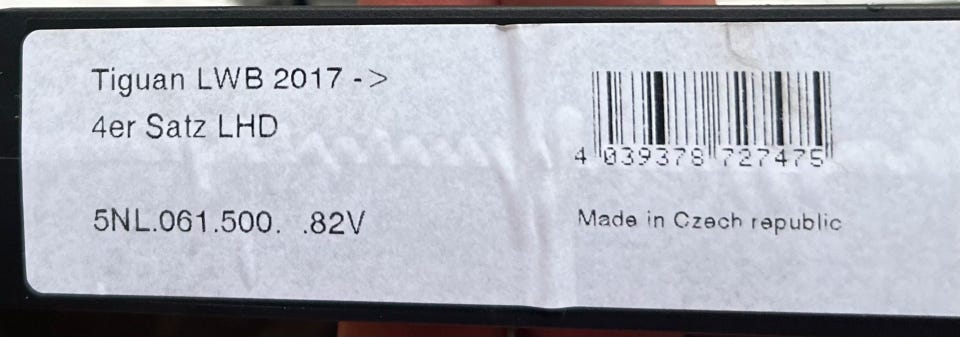 Tiguan LWB 2017 ->
4er Satz LHD
5NL.061.500. .82V
4 039378 727475
Made in Czech republic